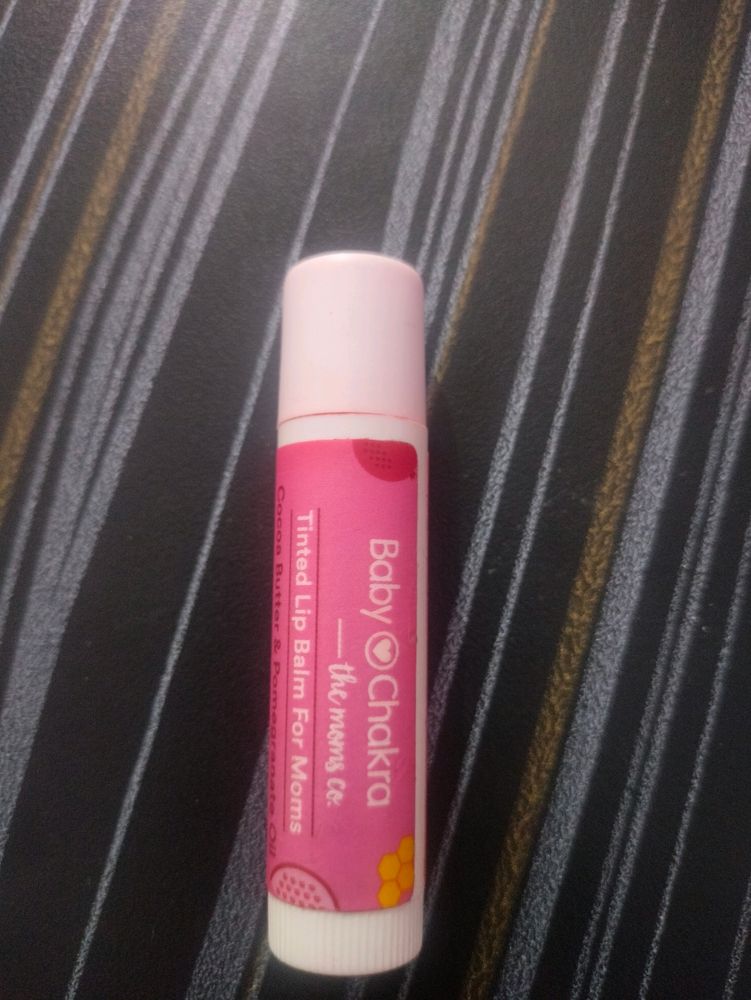 Baby Chakra
the moms co.
Tinted Lip Balm For Moms
Cocoa Butter & Pomegranate Oil